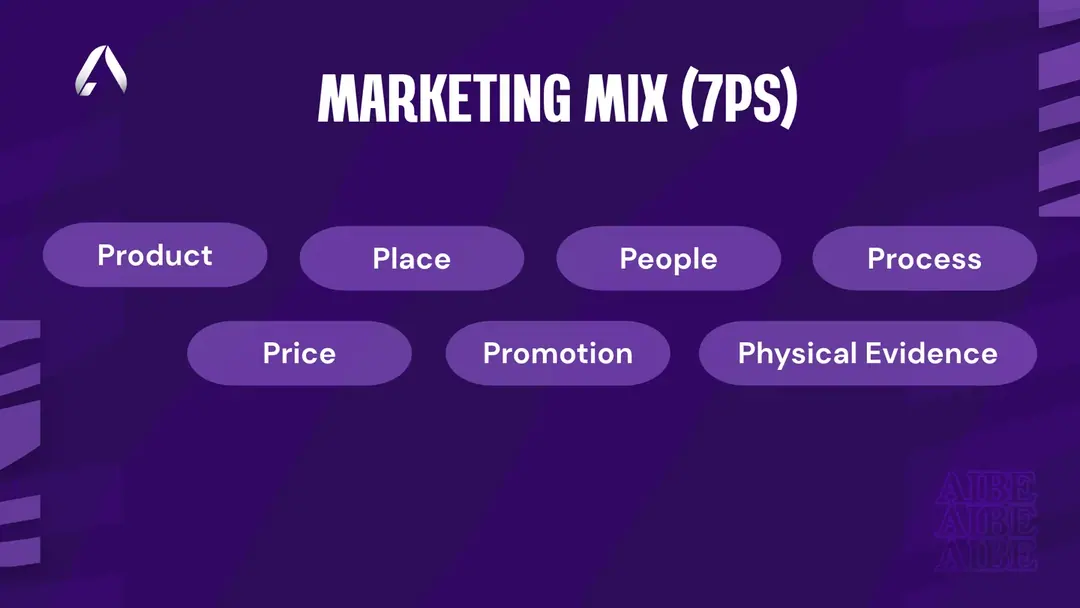 MARKETING MIX (7PS)
Product Place People Process
Price Promotion Physical Evidence
AIBE
AIBE
AIBE